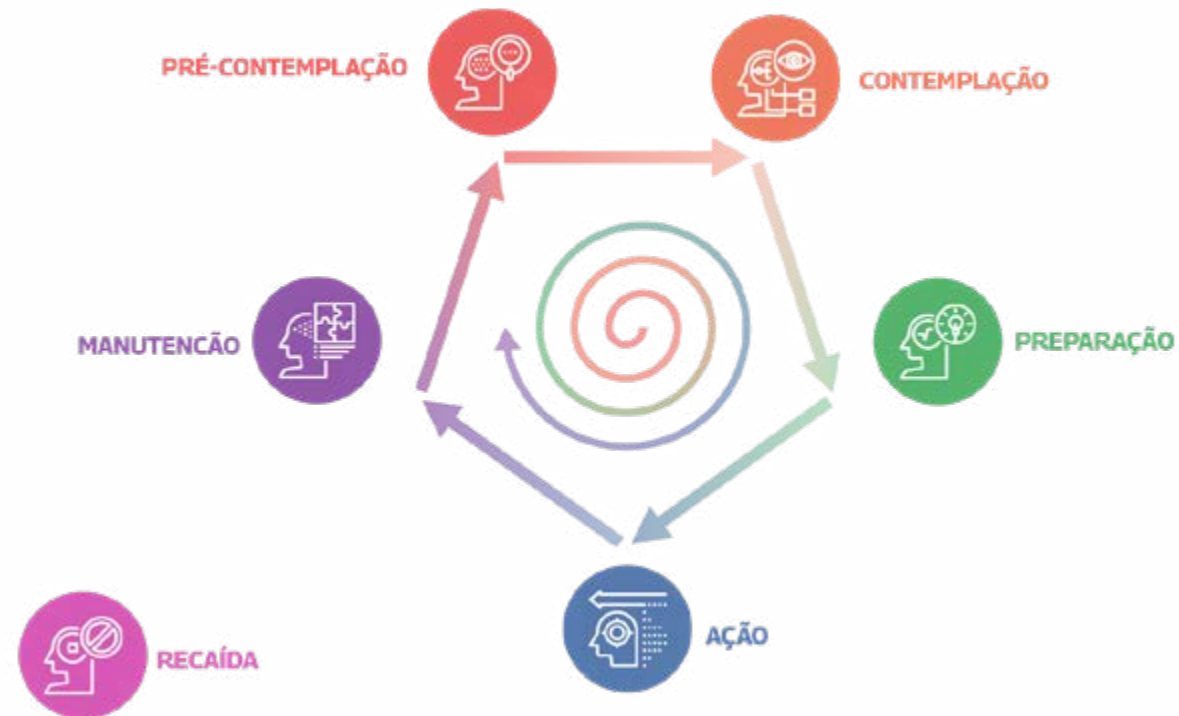 PRÉ-CONTEMPLAÇÃO
CONTEMPLAÇÃO
MANUTENCÃO
PREPARAÇÃO
AÇÃO
RECAÍDA